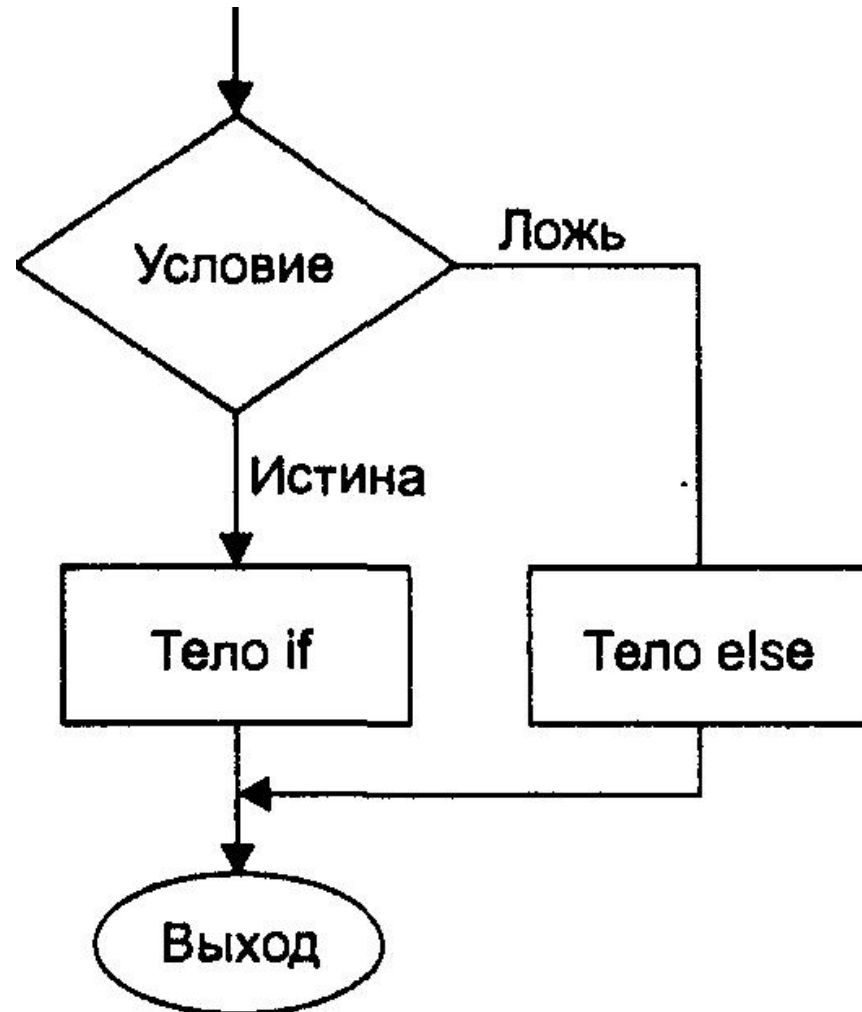 Условие
Ложь
Истина
Тело if
Тело else
Выход